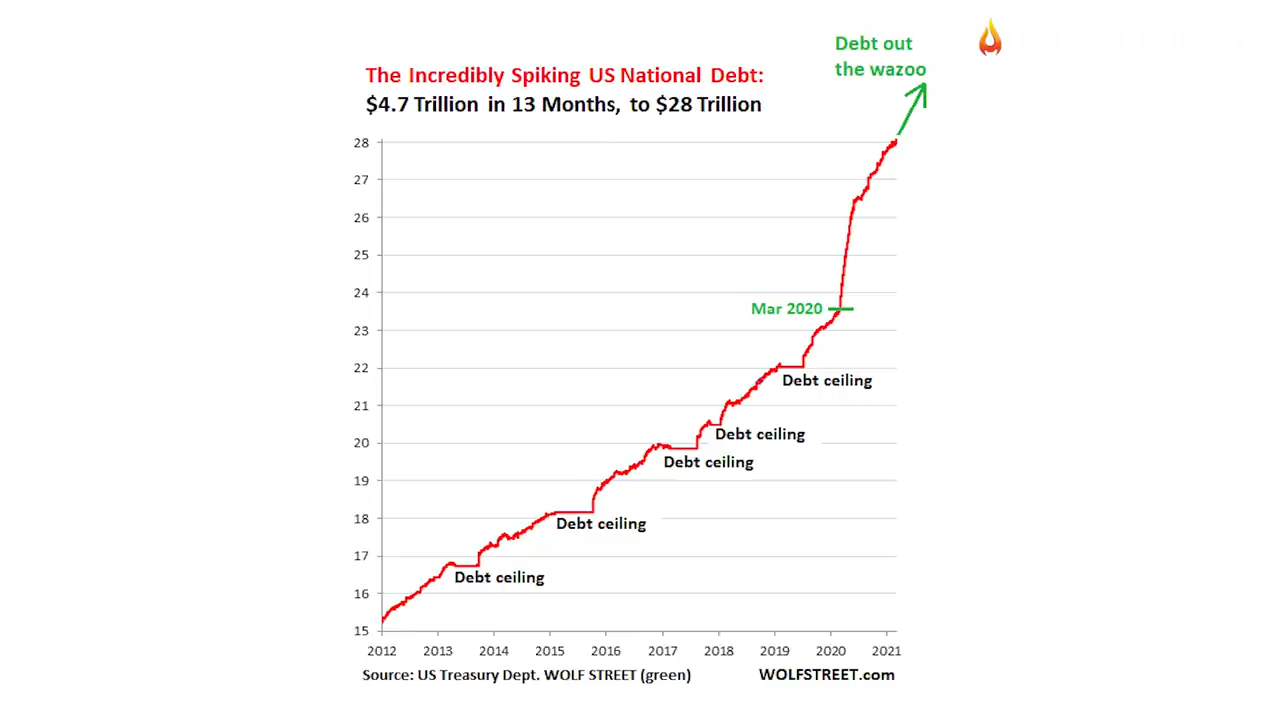 Debt out
the wazoo
The Incredibly Spiking US National Debt:
$4.7 Trillion in 13 Months, to $28 Trillion
28
27
26
25
24
Mar 2020
23
22
Debt ceiling
21
Debt ceiling
20
Debt ceiling
19
18
Debt ceiling
17
Debt ceiling
16
15
2012 2013 2014 2015 2016 2017 2018 2019 2020 2021
Source: US Treasury Dept. WOLF STREET (green) WOLFSTREET.com